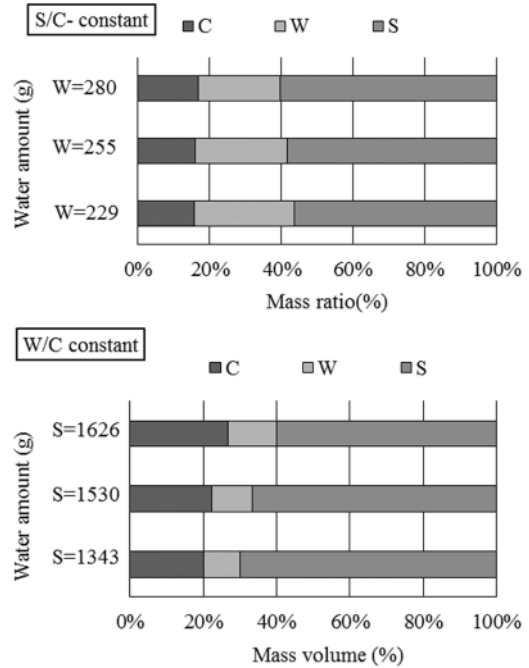 S/C- constant
C W S
Water amount (g)
W=280
W=255
W=229
0% 20% 40% 60% 80% 100%
Mass ratio(%)
W/C constant
C W S
Water amount (g)
S=1626
S=1530
S=1343
0% 20% 40% 60% 80% 100%
Mass volume (%)